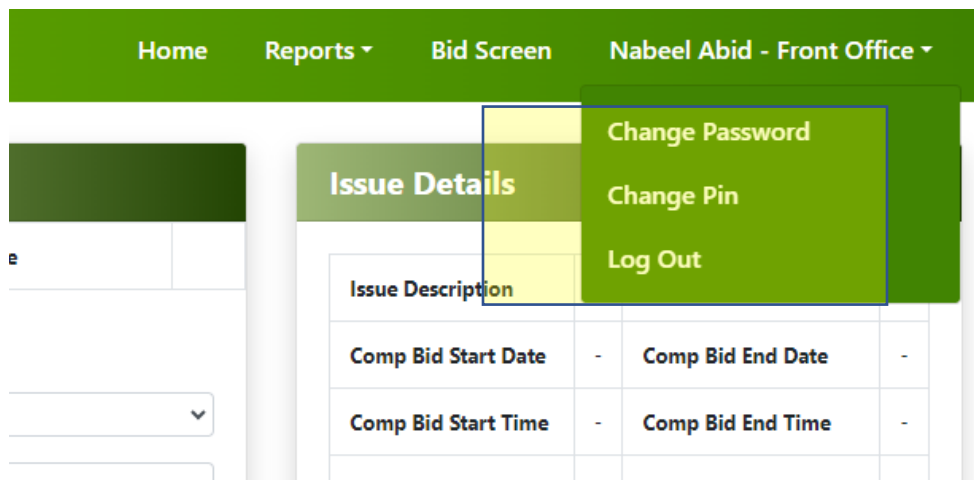 Home Reports Bid Screen Nabeel Abid - Front Office
Change Password
Change Pin
Log Out
Issue Details
e
Issue Description
Comp Bid Start Date - Comp Bid End Date -
Comp Bid Start Time - Comp Bid End Time -